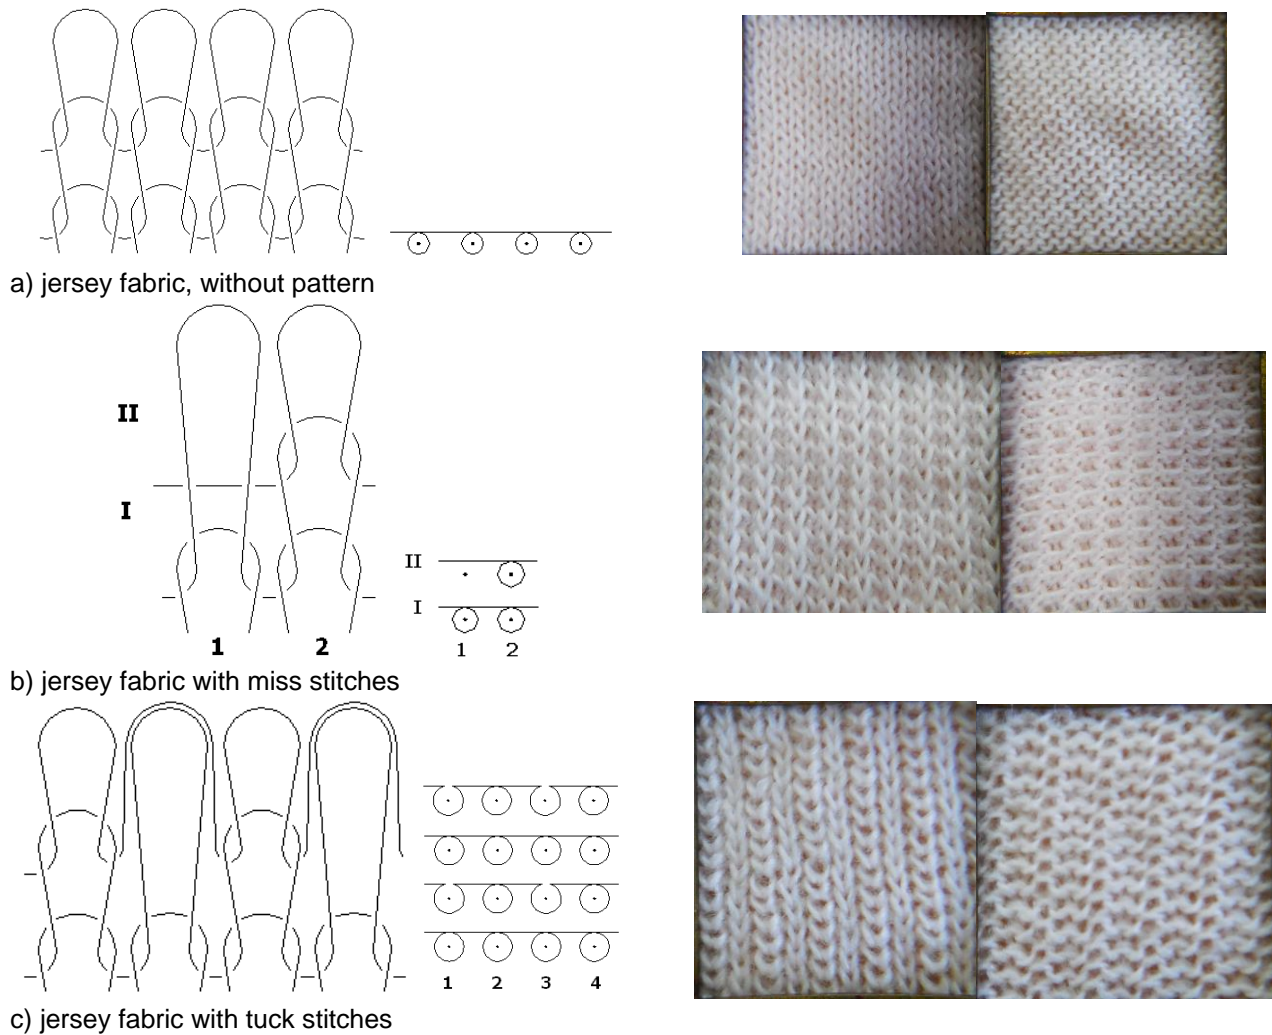 a) jersey fabric, without pattern
II
I
II
I
1 2
1 2
b) jersey fabric with miss stitches
1 2 3 4
c) jersey fabric with tuck stitches